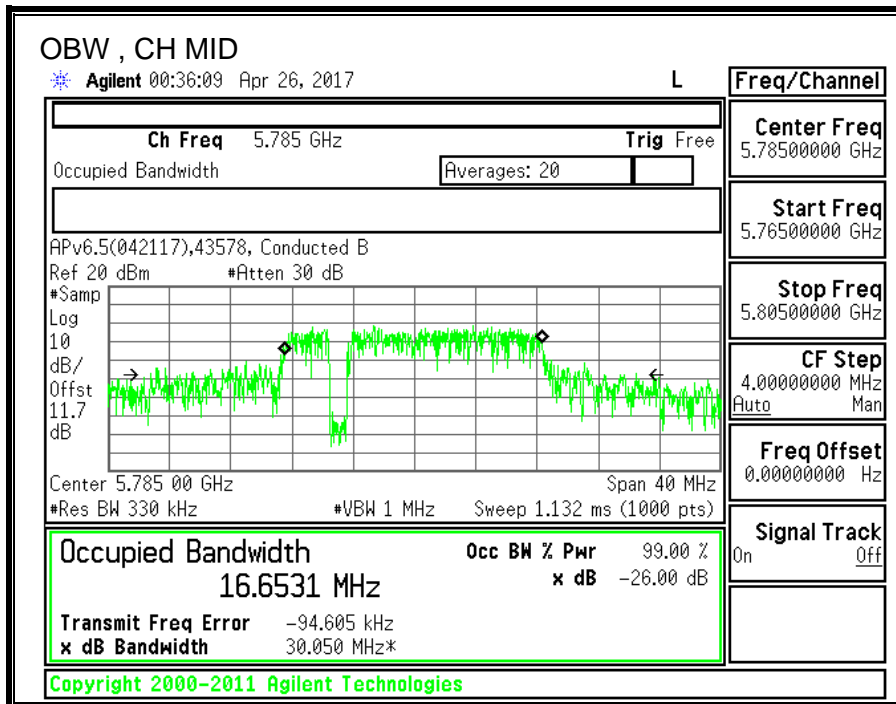 OBW , CH MID
Agilent 00:36:09 Apr 26, 2017 L
Freq/Channel
Ch Freq 5.785 GHz Trig Free
Occupied Bandwidth Averages: 20
APv6.5(042117),43578, Conducted B
Ref 20 dBm #Atten 30 dB
#Samp
Log
10
dB/
Offst
11.7
dB
Center 5.785 00 GHz Span 40 MHz
#Res BW 330 kHz #VBW 1 MHz Sweep 1.132 ms (1000 pts)
Occupied Bandwidth Occ BW % Pwr 99.00 %
16.6531 MHz x dB -26.00 dB
Transmit Freq Error -94.605 kHz
x dB Bandwidth 30.050 MHz*
Center Freq
5.78500000 GHz
Start Freq
5.76500000 GHz
Stop Freq
5.80500000 GHz
CF Step
4.00000000 MHz
Auto Man
Freq Offset
0.00000000 Hz
Signal Track
On Off
Copyright 2000-2011 Agilent Technologies